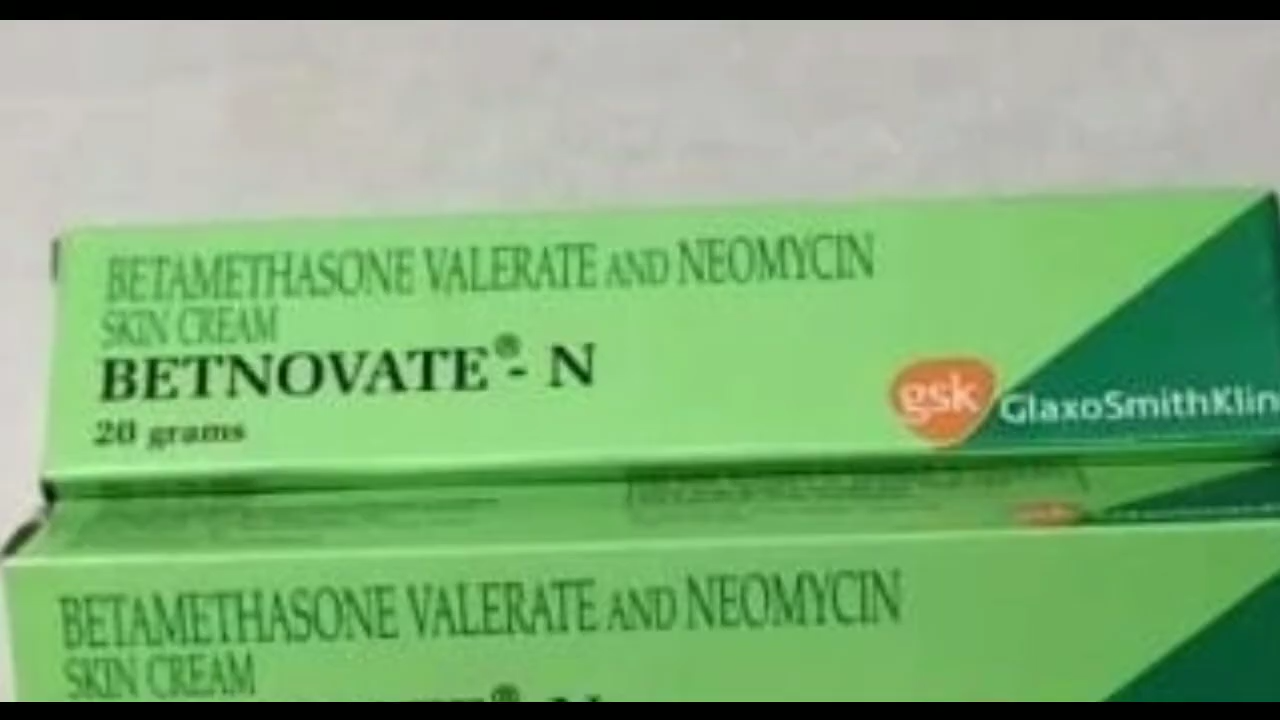 BETAMETHASONE VALERATE AND NEOMYCIN
SKIN CREAM
BETNOVATE®- N
20 grams
gsk GlaxoSmithKlin
BETAMETHASONE VALERATE AND NEOMYCIN
SKIN CREAM